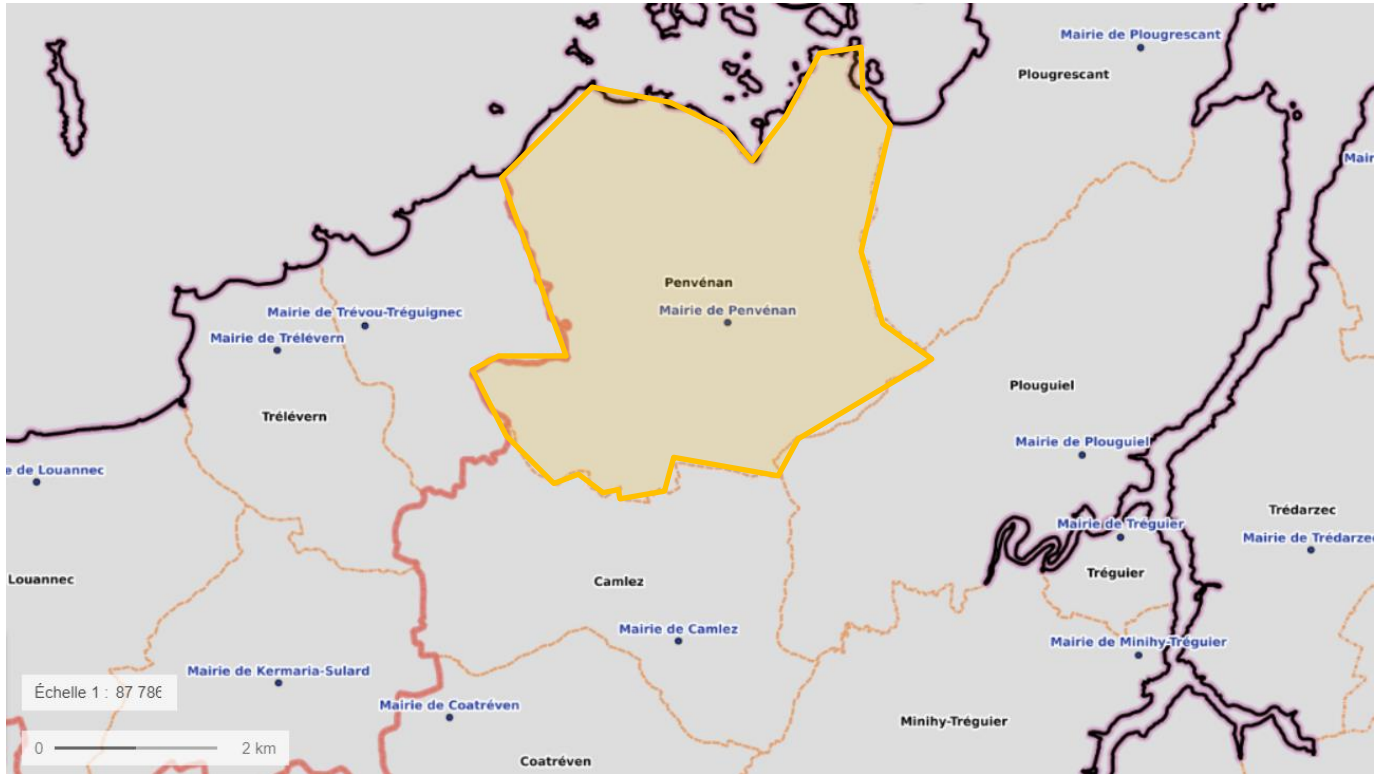 Mairie de Plougrescant
Plougrescant
Mair
Penvénan
Mairie de Trévou-Tréguignec
Mairie de Penvénan
Mairie de Trélévern
Plouguiel
Trélévern
Mairie de Plouguiel
e de Louannec
Trédarzec
Mairie de Tréguier
Mairie de Trédarzec
Tréguier
Louannec
Camlez
Mairie de Camlez
Mairie de Minihy-Tréguier
Mairie de Kermaria-Sulard
Échelle 1 : 87 786
Mairie de Coatréven
Minihy-Tréguier
0 2 km
Coatréven